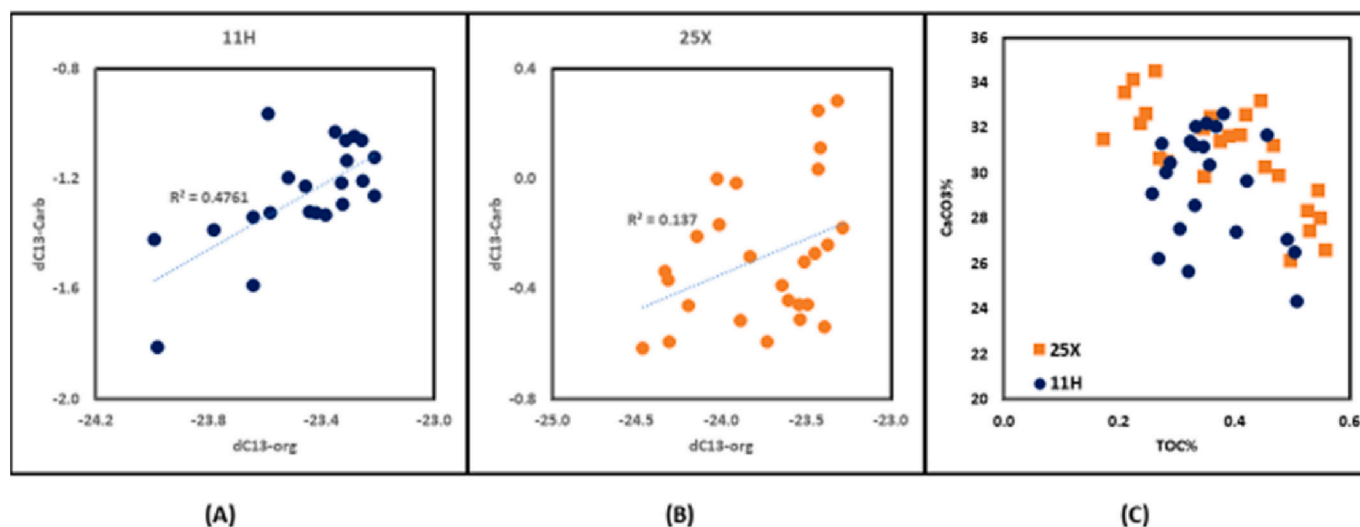 11H
-0.8
-1.2
-1.6
-2.0
dC13-Carb
R² = 0.4761
-24.2 -23.8 -23.4 -23.0
dC13-org
25X
0.4
0.0
-0.4
-0.8
dC13-Carb
R² = 0.137
-25.0 -24.5 -24.0 -23.5 -23.0
dC13-org
36
34
32
30
28
26
24
22
20
CaCO3%
25X
11H
0.0 0.2 0.4 0.6
TOC%
(A) (B) (C)